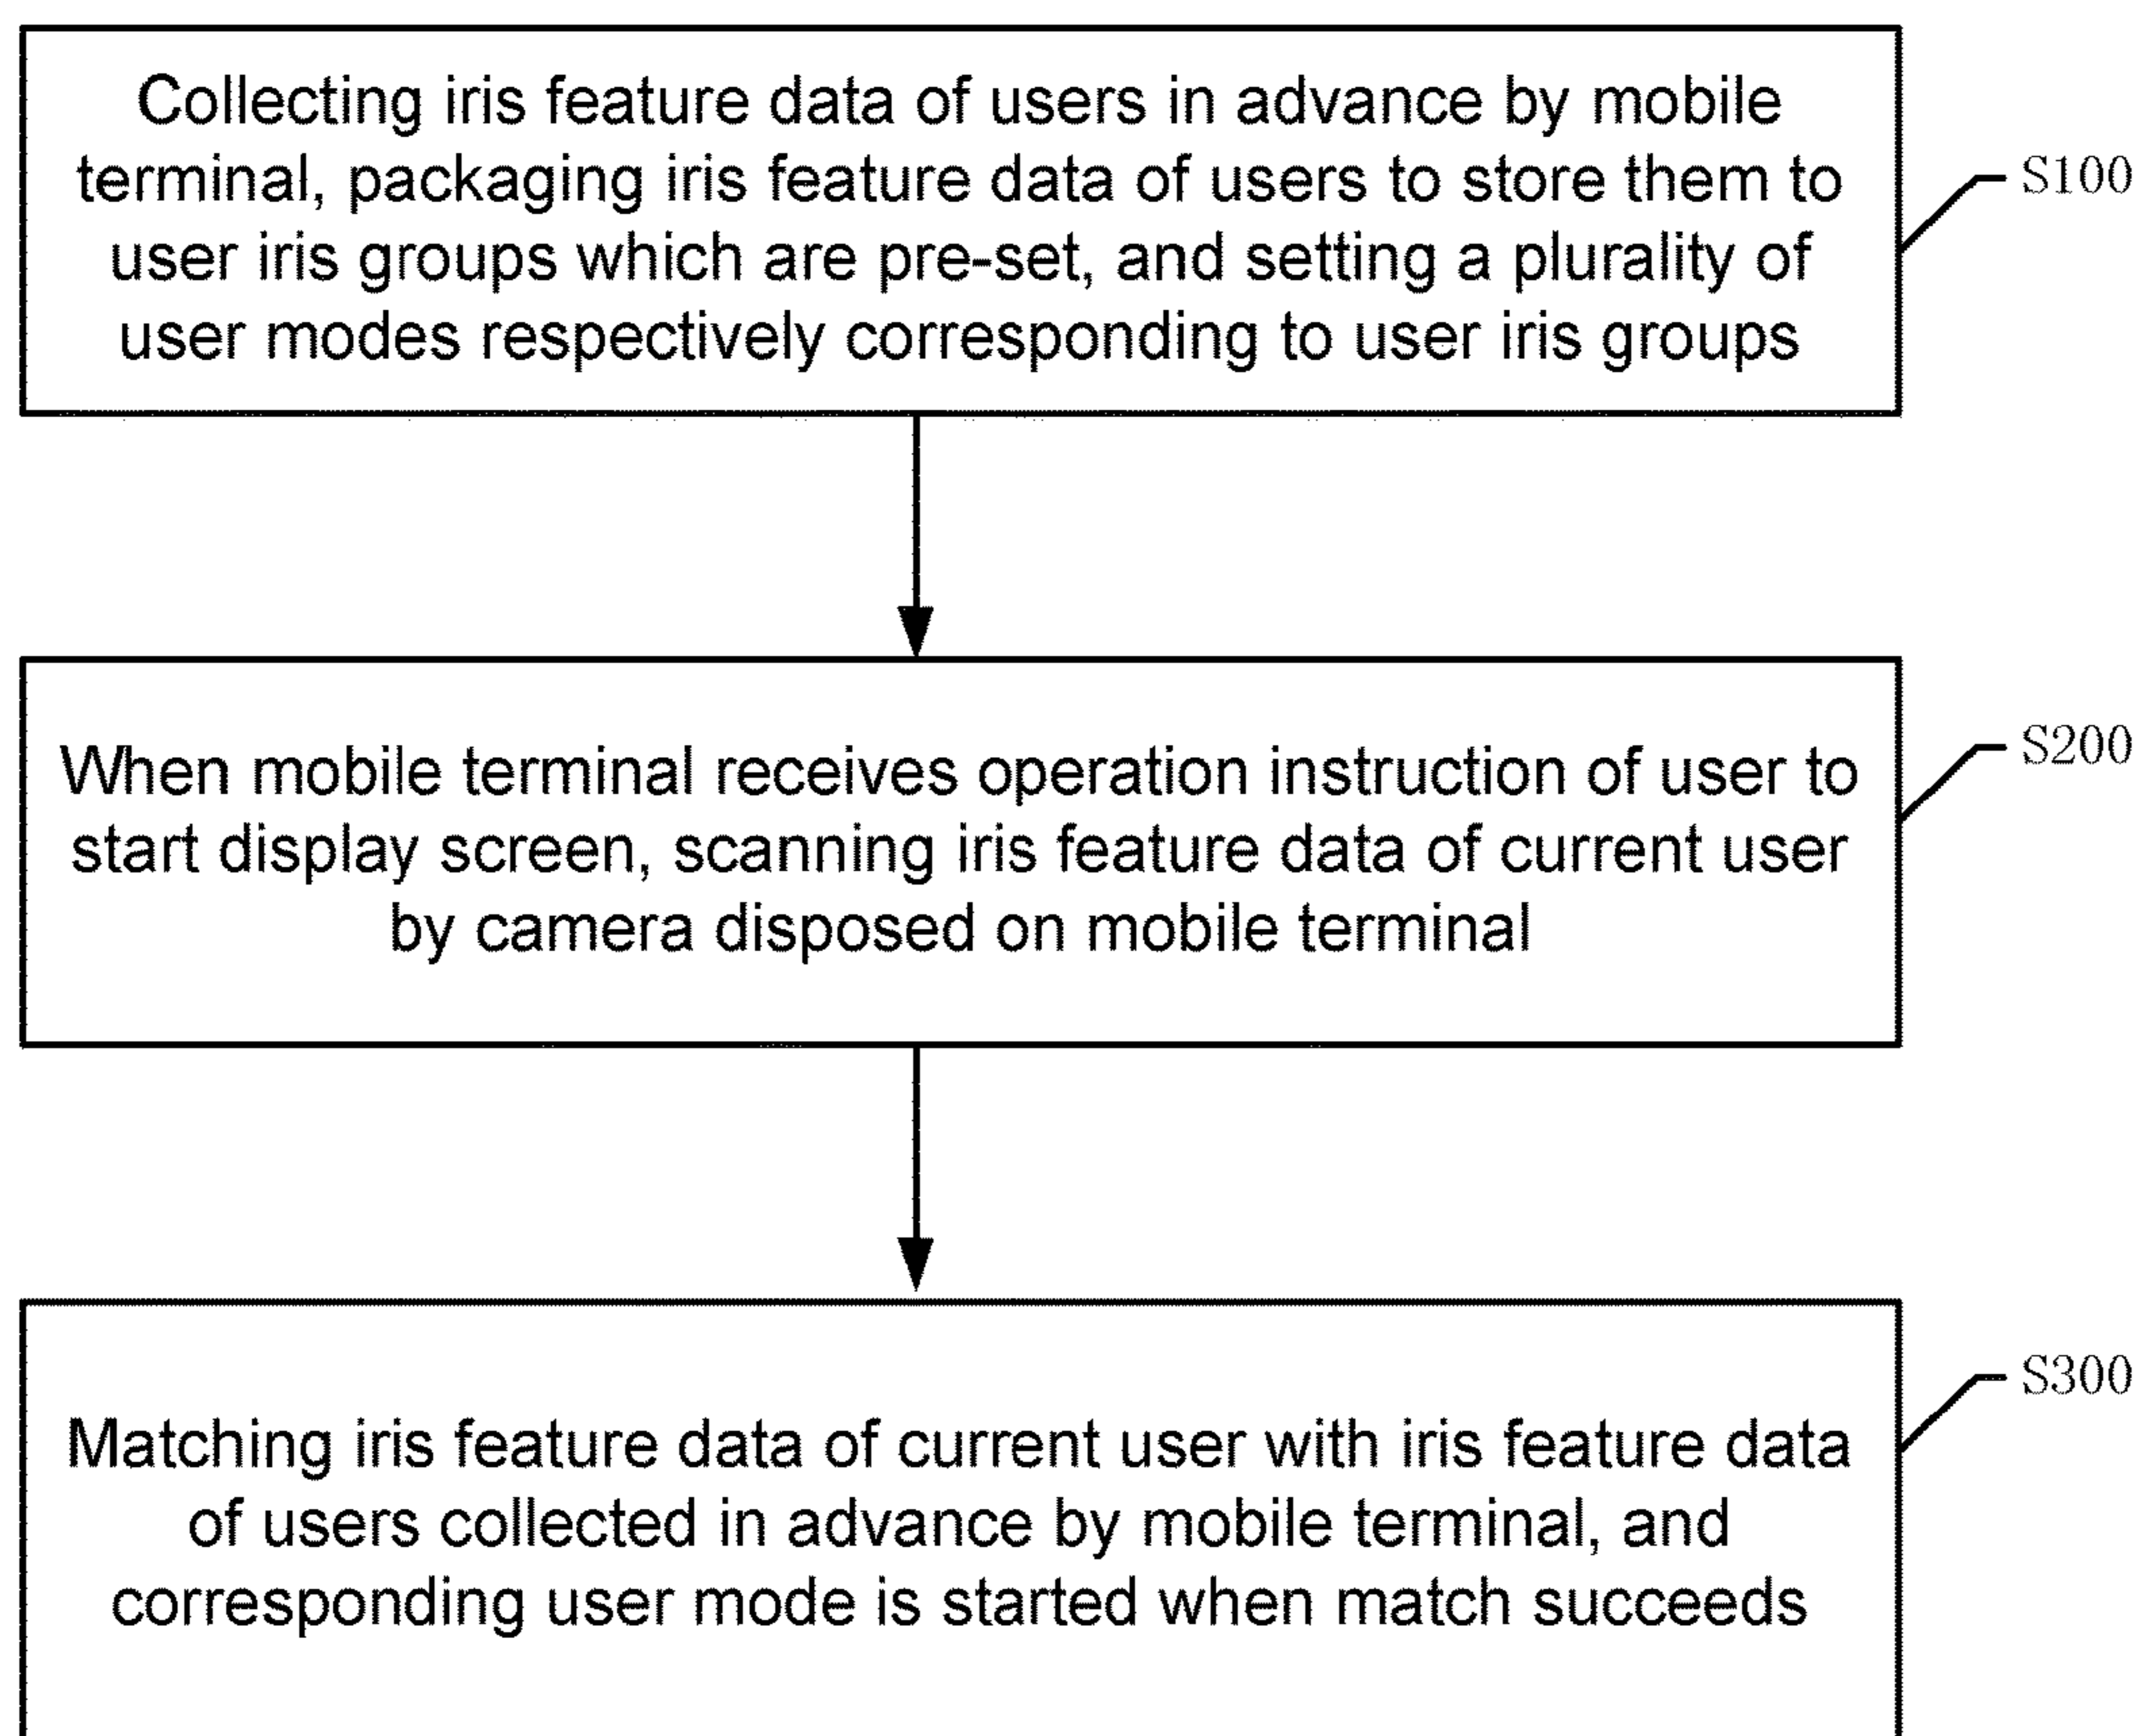 Collecting iris feature data of users in advance by mobile
terminal, packaging iris feature data of users to store them to
user iris groups which are pre-set, and setting a plurality of
user modes respectively corresponding to user iris groups
S100
When mobile terminal receives operation instruction of user to
start display screen, scanning iris feature data of current user
by camera disposed on mobile terminal
S200
Matching iris feature data of current user with iris feature data
of users collected in advance by mobile terminal, and
corresponding user mode is started when match succeeds
S300